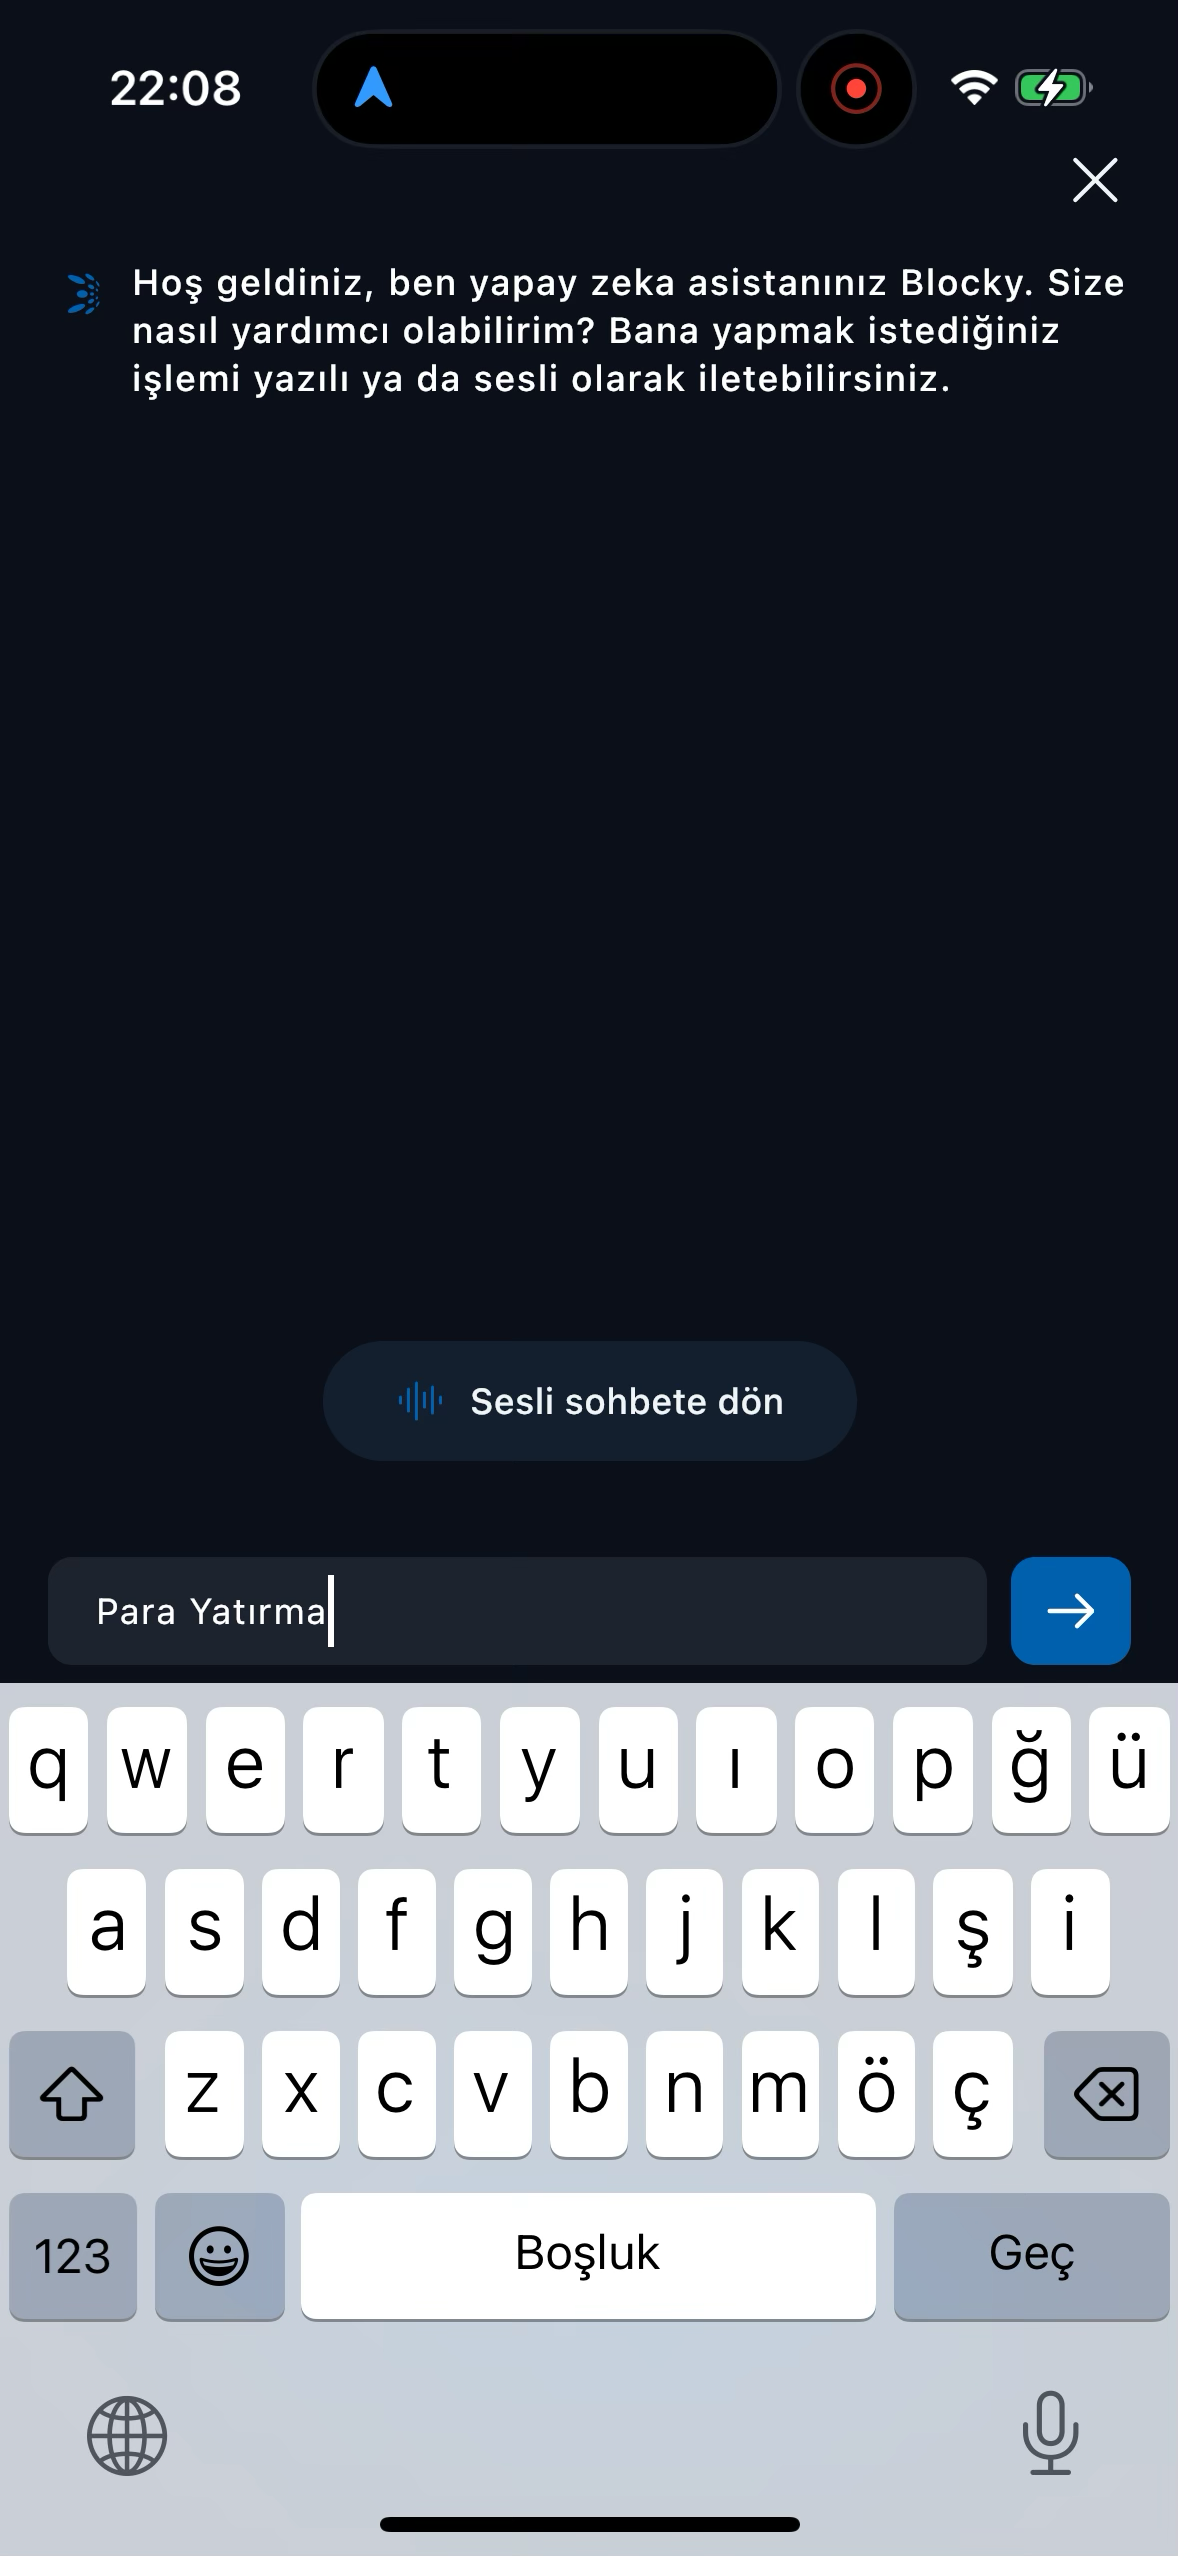 22:08
Hoş geldiniz, ben yapay zeka asistanınız Blocky. Size
nasıl yardımcı olabilirim? Bana yapmak istediğiniz
işlemi yazılı ya da sesli olarak iletebilirsiniz.
Sesli sohbete dön
Para Yatırma
q w e r t y u ı o p ğ ü
a s d f g h j k l ş i
z x c v b n m ö ç
123 Boşluk Geç